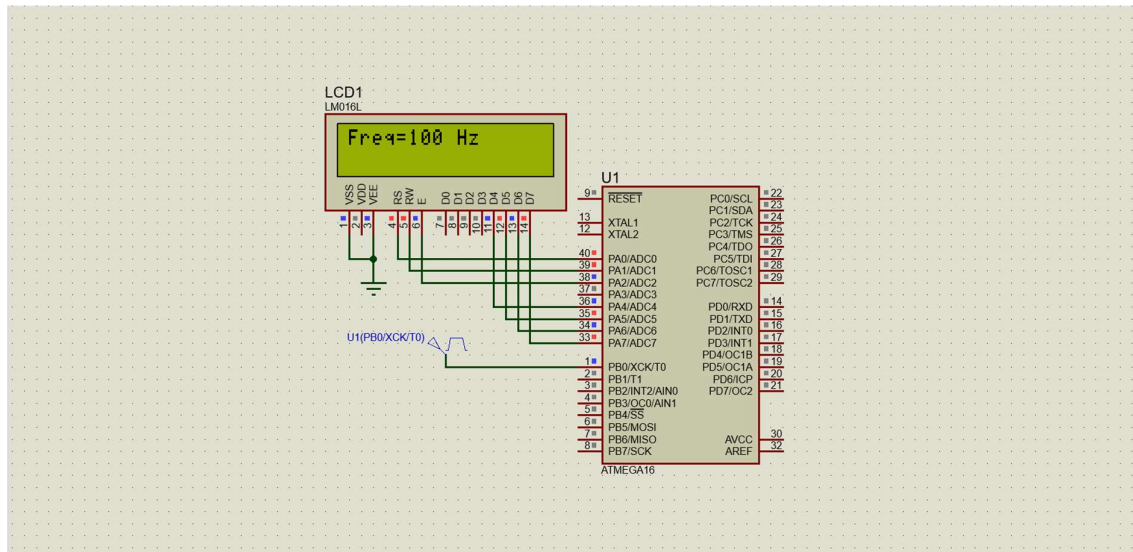 LCD1
LM016L
Freq=100 Hz
VSS
VDD
VEE
RS
RW
E
D0
D1
D2
D3
D4
D5
D6
D7
1
2
3
4
5
6
7
8
9
10
11
12
13
14
U1
9 RESET
13 XTAL1
12 XTAL2
40 PA0/ADC0
39 PA1/ADC1
38 PA2/ADC2
37 PA3/ADC3
36 PA4/ADC4
35 PA5/ADC5
34 PA6/ADC6
33 PA7/ADC7
U1(PB0/XCK/T0)
1 PB0/XCK/T0
2 PB1/T1
3 PB2/INT2/AIN0
4 PB3/OC0/AIN1
5 PB4/SS
6 PB5/MOSI
7 PB6/MISO
8 PB7/SCK
PC0/SCL 22
PC1/SDA 23
PC2/TCK 24
PC3/TMS 25
PC4/TDO 26
PC5/TDI 27
PC6/TOSC1 28
PC7/TOSC2 29
PD0/RXD 14
PD1/TXD 15
PD2/INT0 16
PD3/INT1 17
PD4/OC1B 18
PD5/OC1A 19
PD6/ICP 20
PD7/OC2 21
AVCC 30
AREF 32
ATMEGA16